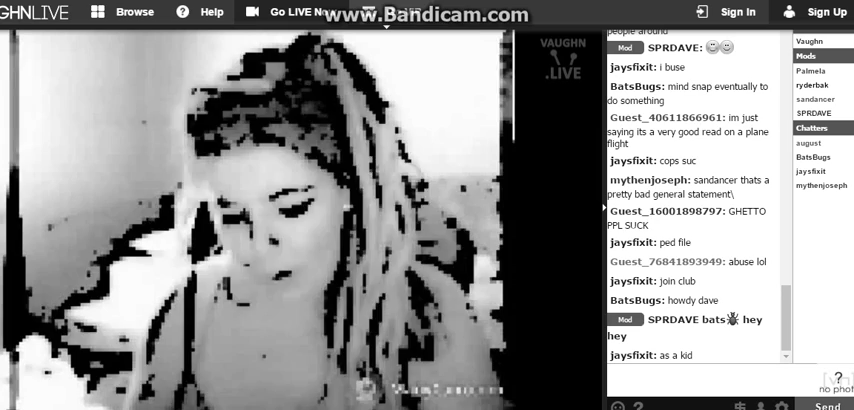 GHNLIVE Browse Help Go LIVE No www.Bandicam.com Sign In Sign Up
VAUGHN
.LIVE
people around
Mod SPRDAVE:
jaysfixit: i buse
BatsBugs: mind snap eventually to
do something
Guest_40611866961: im just
saying its a very good read on a plane
flight
jaysfixit: cops suc
mythenjoseph: sandancer thats a
pretty bad general statement\
Guest_16001898797: GHETTO
PPL SUCK
jaysfixit: ped file
Guest_76841893949: abuse lol
jaysfixit: join club
BatsBugs: howdy dave
Mod SPRDAVE bats hey
hey
jaysfixit: as a kid
Vaughn
Mods
Palmela
ryderbak
sandancer
SPRDAVE
Chatters
august
BatsBugs
jaysfixit
mythenjoseph
?
no phot
Send